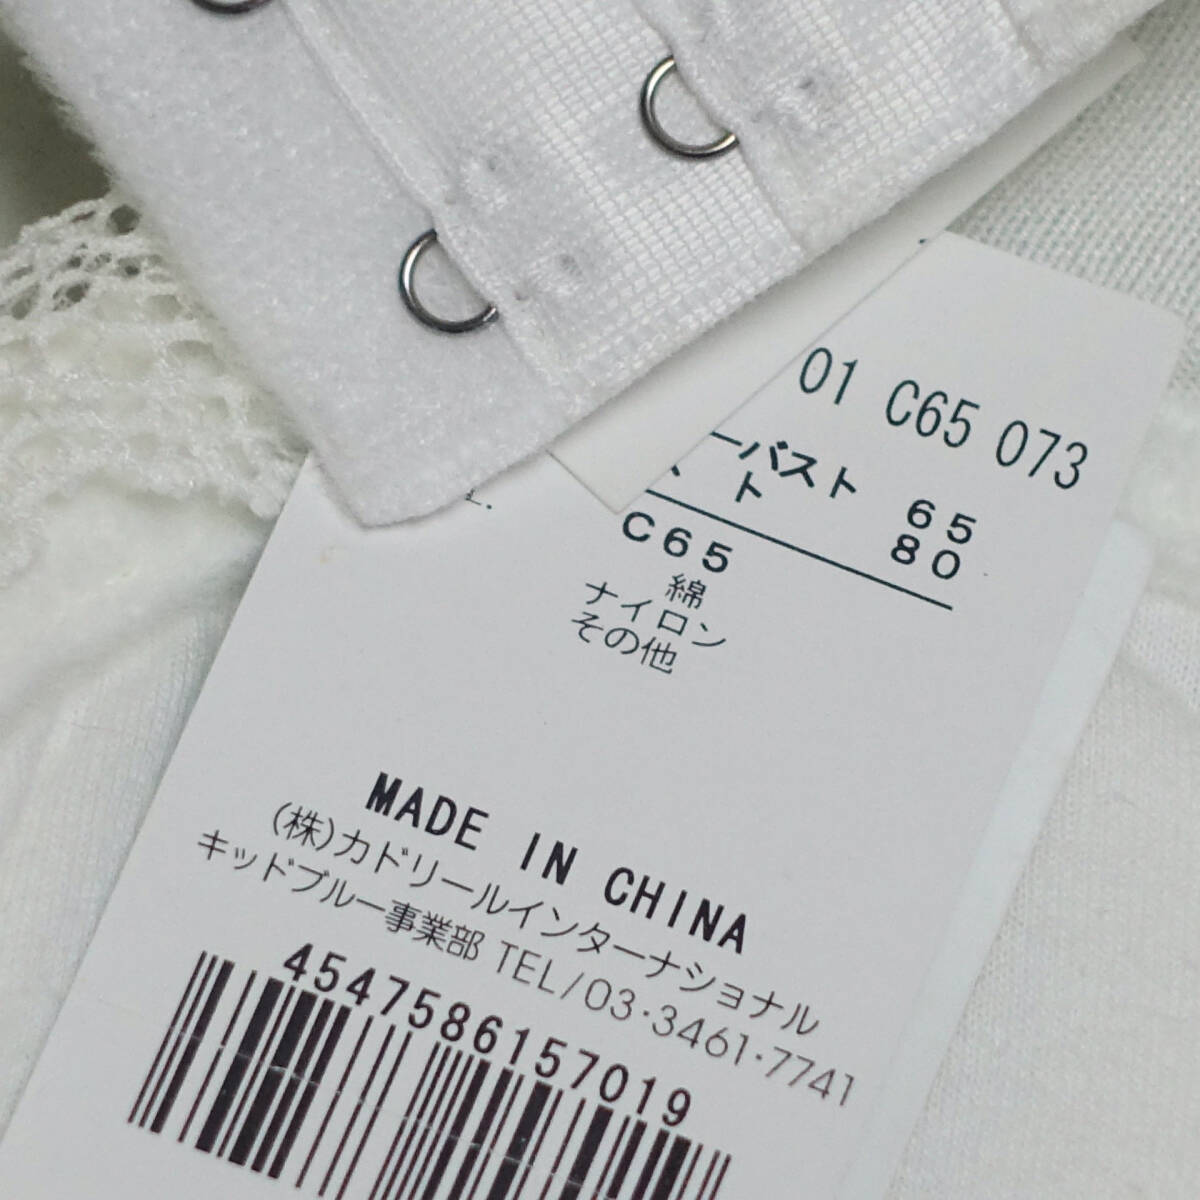 01 C65 073
ーバスト 65
スト 80
C65
綿
ナイロン
その他
MADE IN CHINA
(株)カドリールインターナショナル
キッドブルー事業部 TEL/03・3461・7741
4547586157019